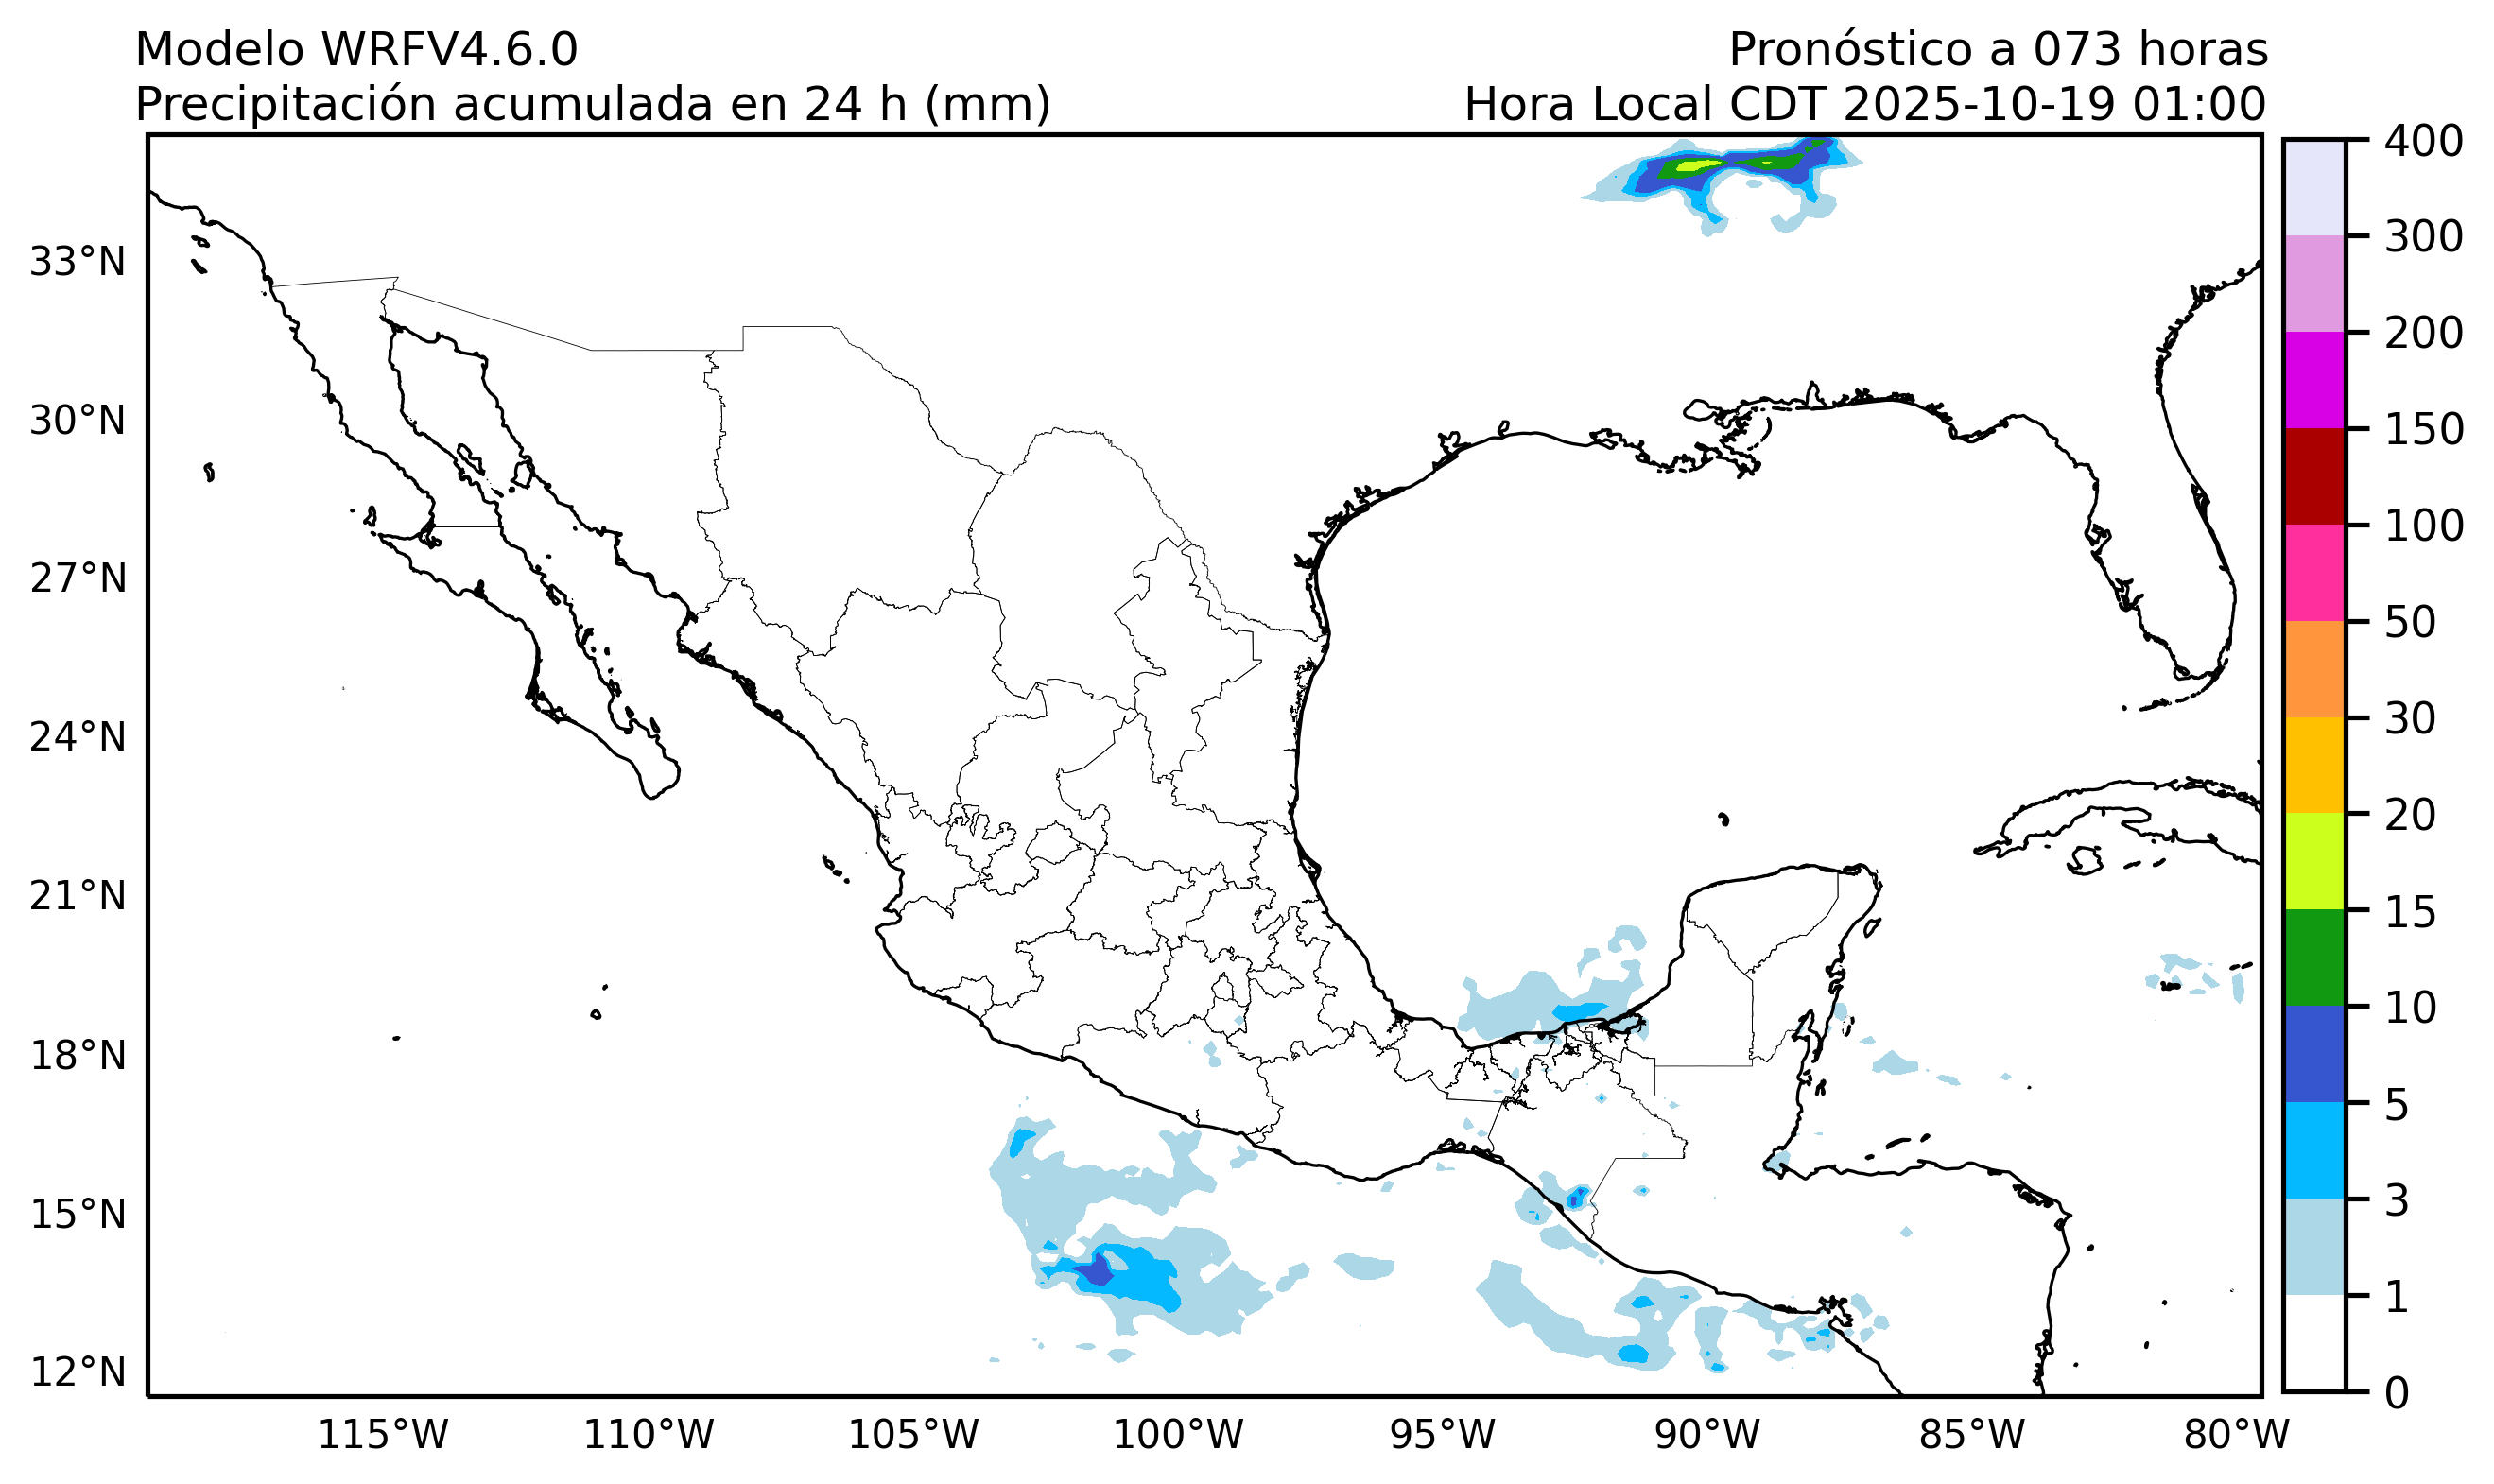 Modelo WRFV4.6.0
Pronóstico a 073 horas
Precipitación acumulada en 24 h (mm)
Hora Local CDT 2025-10-19 01:00
33°N
30°N
27°N
24°N
21°N
18°N
15°N
12°N
115°W
110°W
105°W
100°W
95°W
90°W
85°W
80°W
400
300
200
150
100
50
30
20
15
10
5
3
1
0